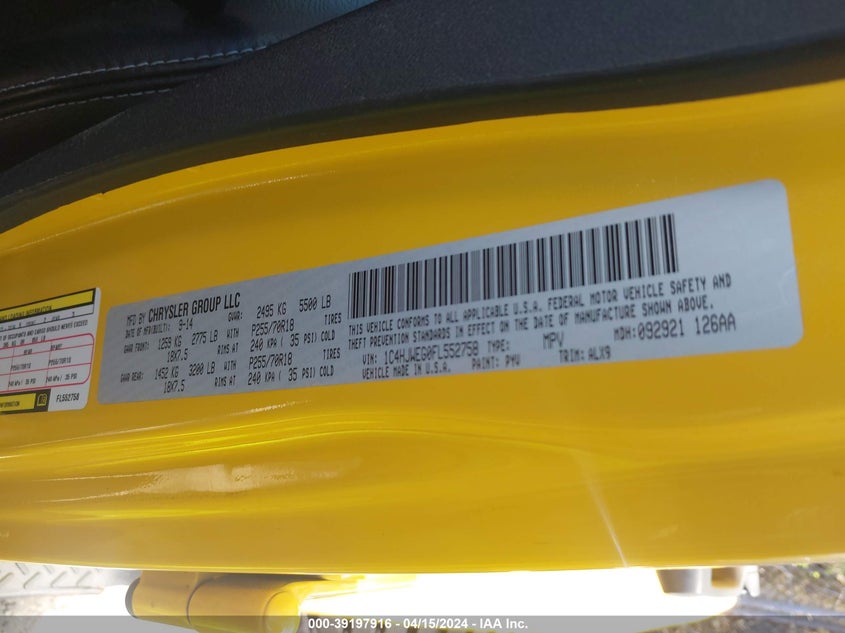 MFD BY CHRYSLER GROUP LLC
DATE OF MFR(BUILT): 9-14 GVWR: 2495 KG 5500 LB
GAWR FRONT: 1259 KG 2775 LB WITH P255/70R18 TIRES
18X7.5 RIMS AT 240 KPA ( 35 PSI) COLD
GAWR REAR: 1452 KG 3200 LB WITH P255/70R18 TIRES
18X7.5 RIMS AT 240 KPA ( 35 PSI) COLD
THIS VEHICLE CONFORMS TO ALL APPLICABLE U.S.A. FEDERAL MOTOR VEHICLE SAFETY AND
THEFT PREVENTION STANDARDS IN EFFECT ON THE DATE OF MANUFACTURE SHOWN ABOVE.
VIN: 1C4HJWEG0FL552758 TYPE: MPV MDH:092921 126AA
VEHICLE MADE IN U.S.A. PAINT: PYV TRIM: ALX9
FL552758
000-39197916 - 04/15/2024 - IAA Inc.